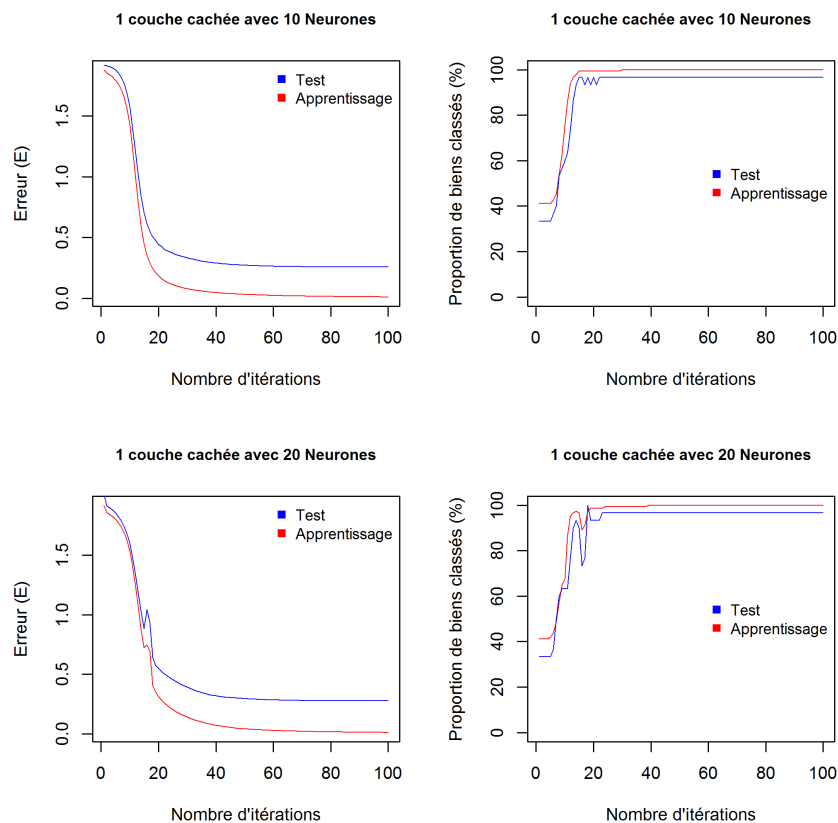 1 couche cachée avec 10 Neurones
Erreur (E)
1.5
1.0
0.5
0.0
Test
Apprentissage
0 20 40 60 80 100
Nombre d'itérations
1 couche cachée avec 10 Neurones
Proportion de biens classés (%)
100
80
60
40
20
0
Test
Apprentissage
0 20 40 60 80 100
Nombre d'itérations
1 couche cachée avec 20 Neurones
Erreur (E)
1.5
1.0
0.5
0.0
Test
Apprentissage
0 20 40 60 80 100
Nombre d'itérations
1 couche cachée avec 20 Neurones
Proportion de biens classés (%)
100
80
60
40
20
0
Test
Apprentissage
0 20 40 60 80 100
Nombre d'itérations